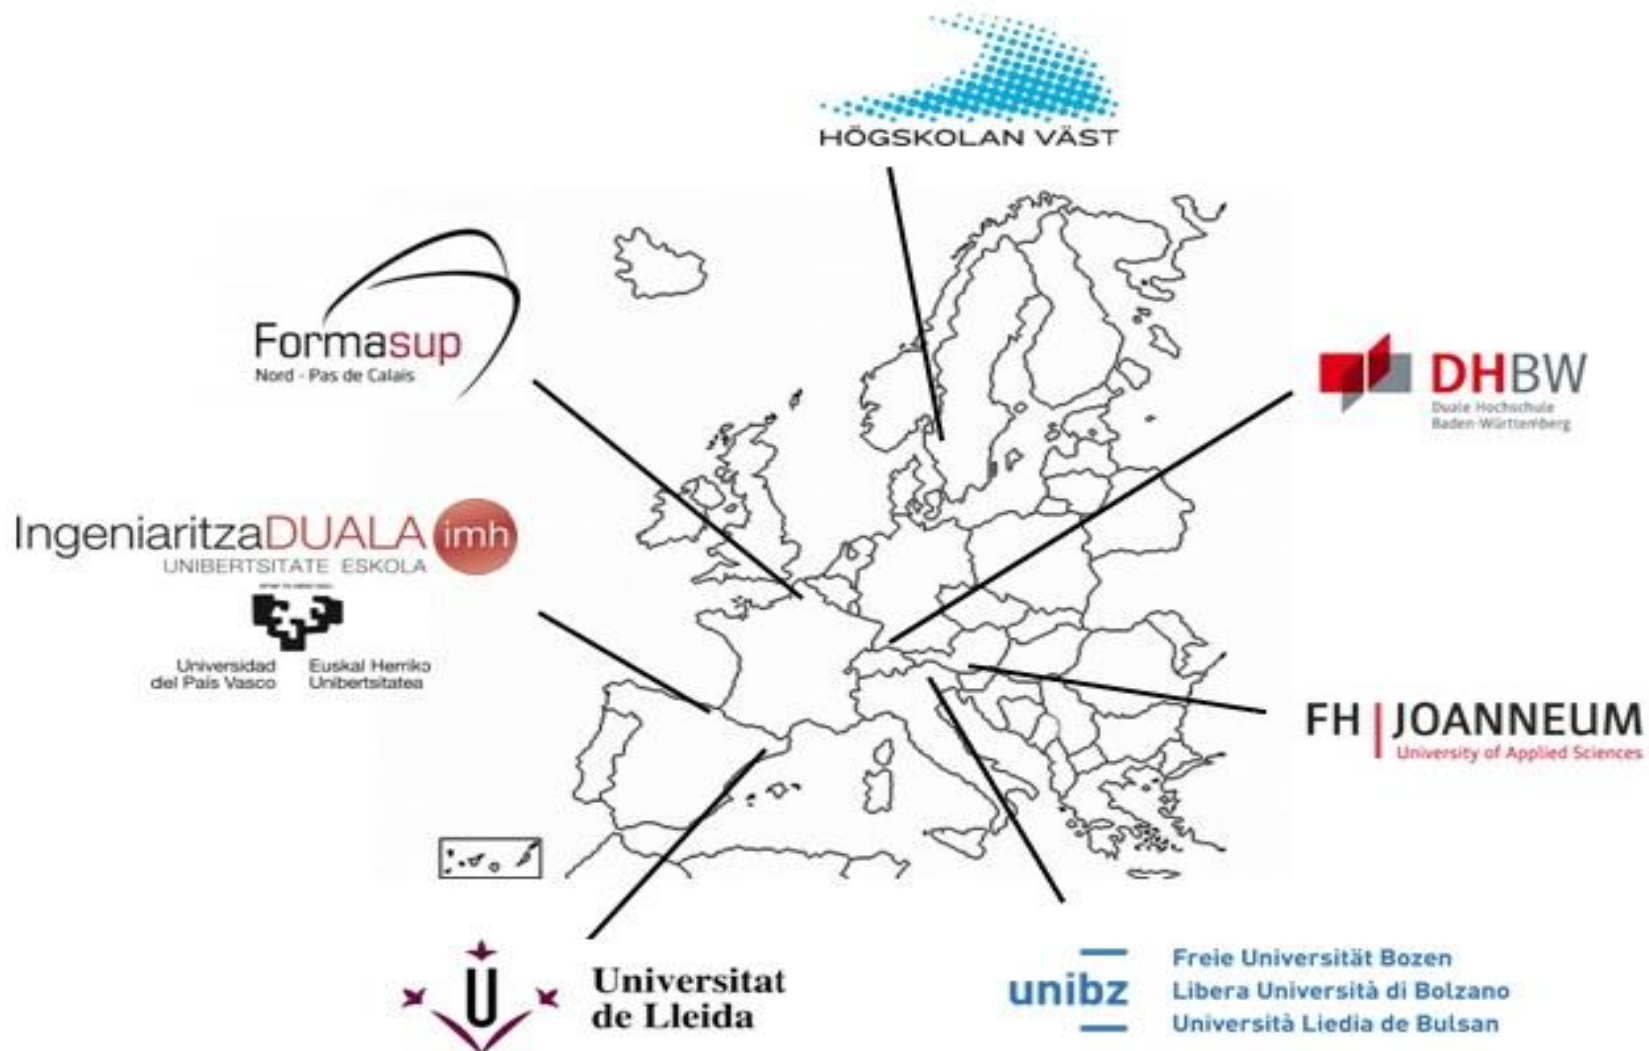 HÖGSKOLAN VÄST
Formasup
Nord - Pas de Calais
DHBW
Duale Hochschule
Baden-Württemberg
IngeniaritzaDUALA imh
UNIBERTSITATE ESKOLA
Universidad
del País Vasco
Euskal Herriko
Unibertsitatea
FH JOANNEUM
University of Applied Sciences
Universitat
de Lleida
unibz
Freie Universität Bozen
Libera Università di Bolzano
Università Liedia de Bulsan